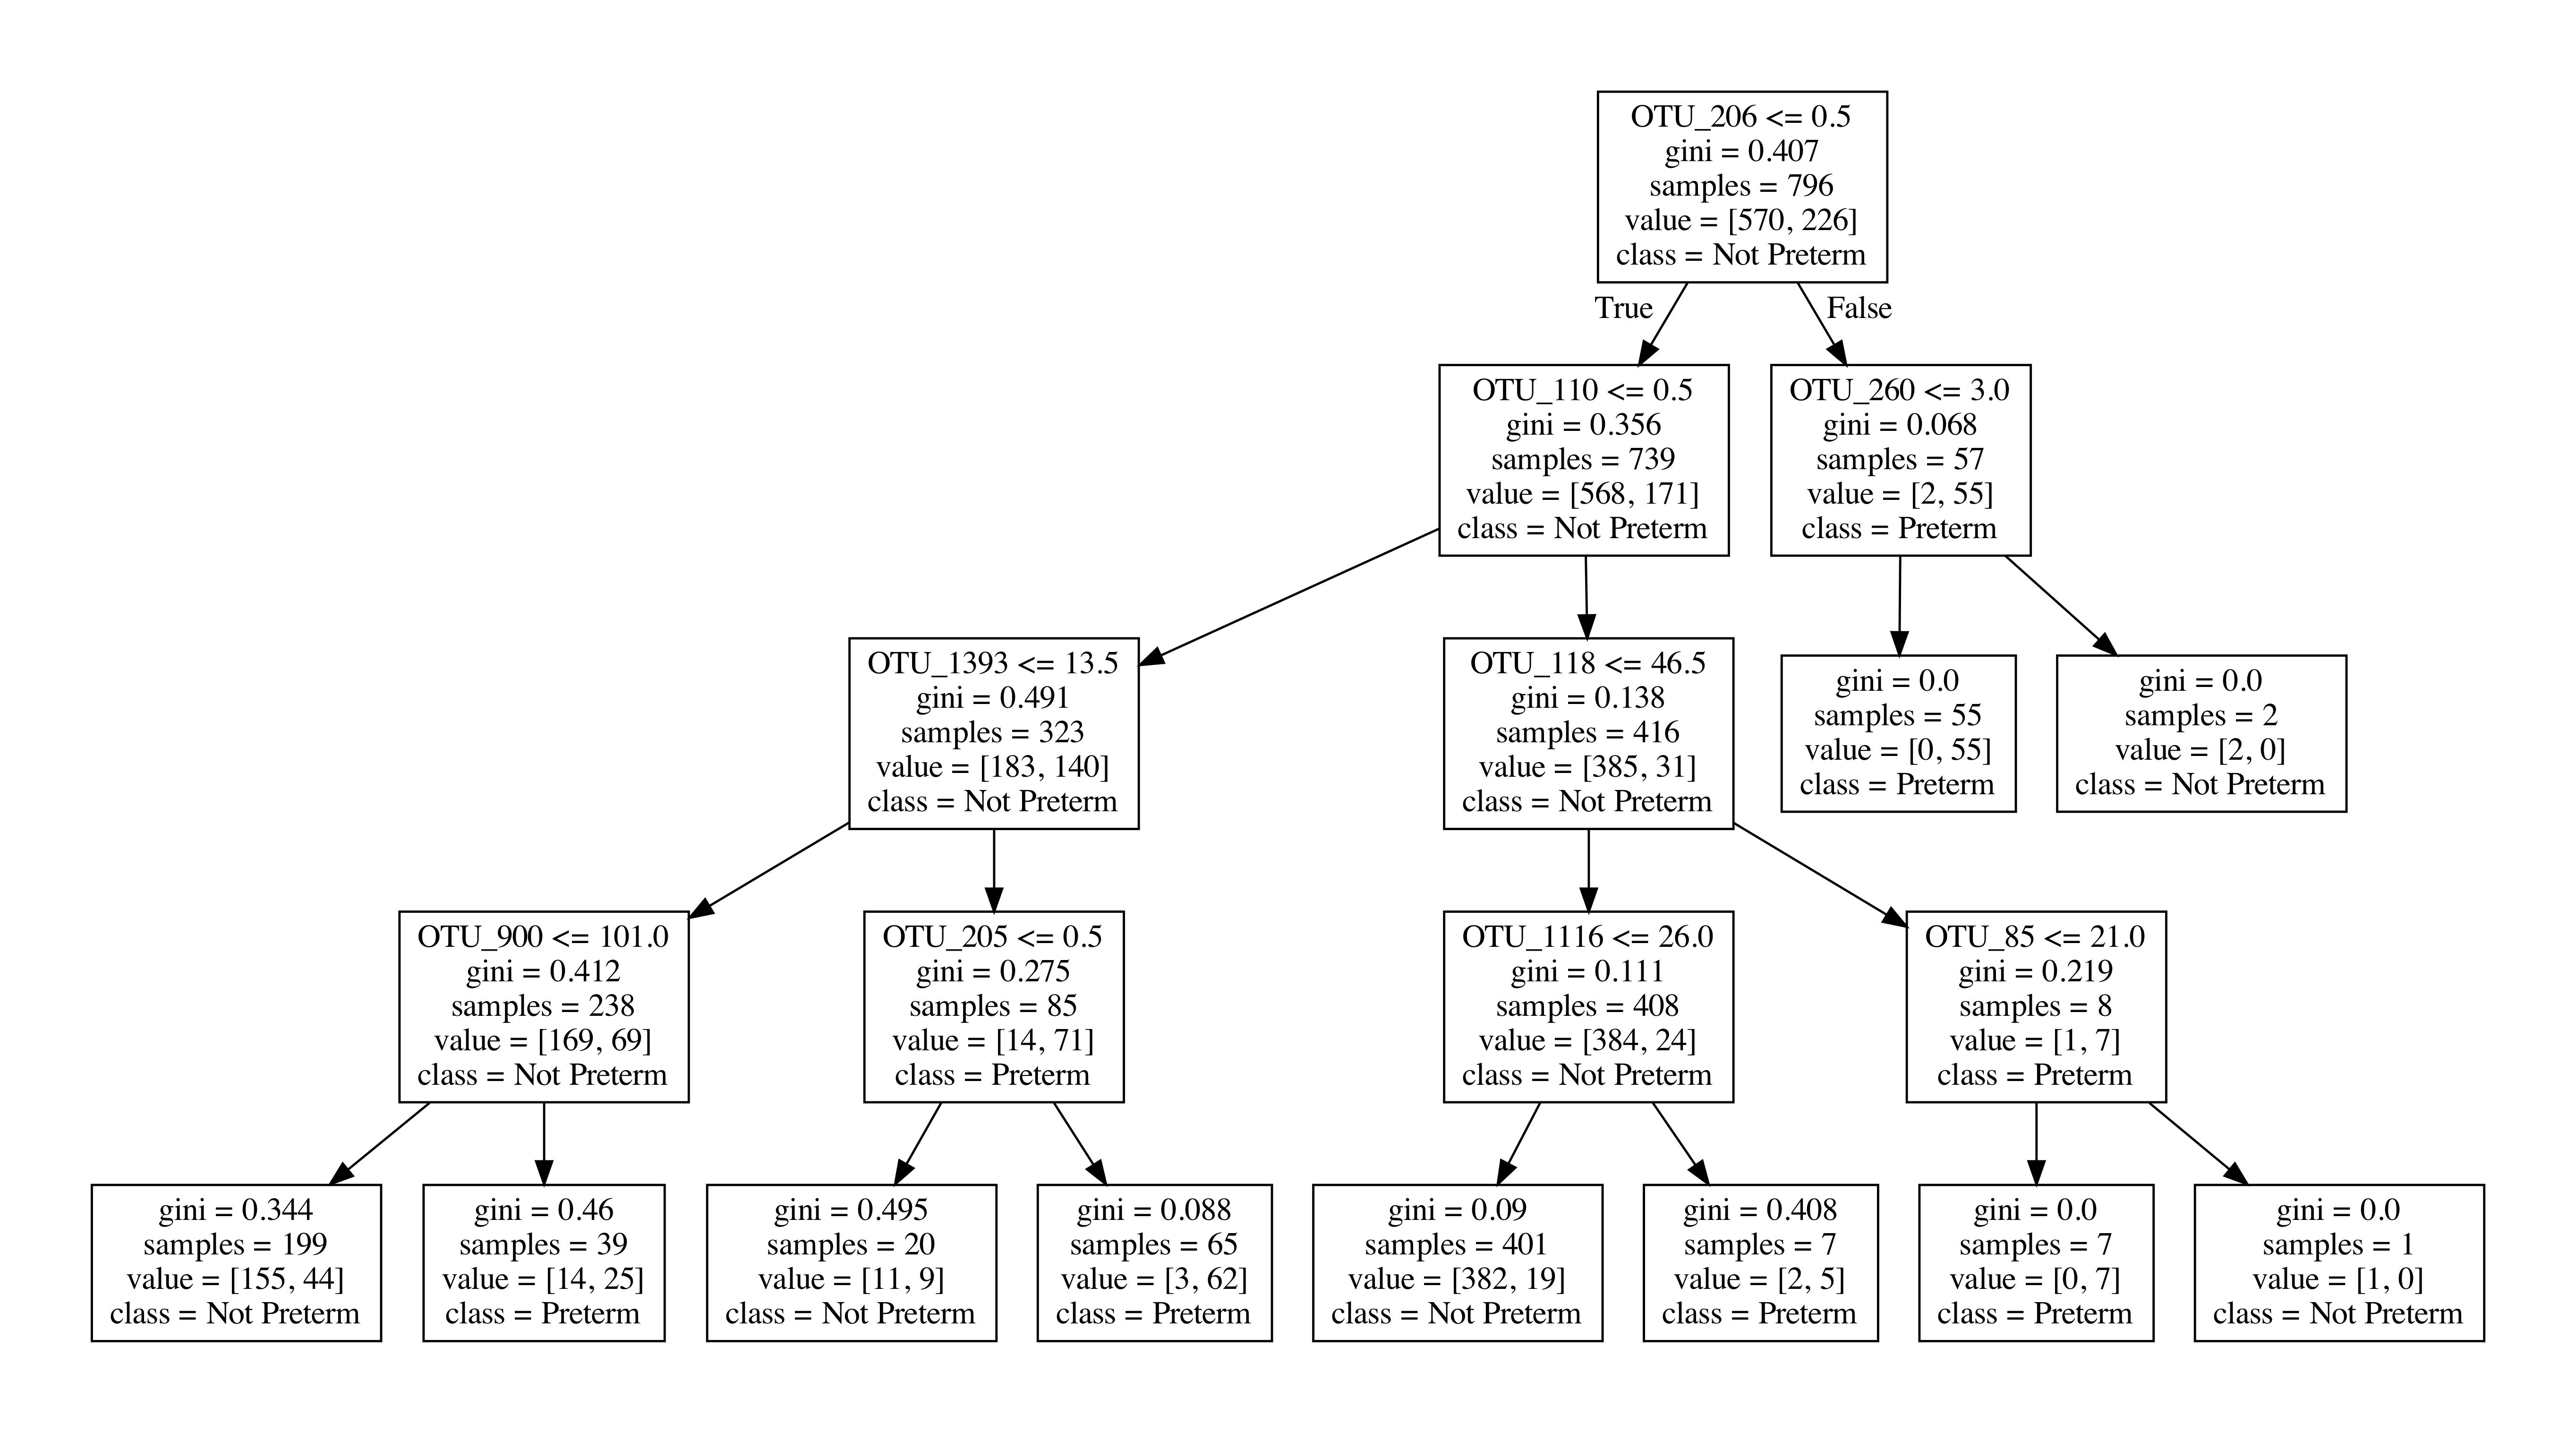 OTU_206 <= 0.5
gini = 0.407
samples = 796
value = [570, 226]
class = Not Preterm
True
False
OTU_110 <= 0.5
gini = 0.356
samples = 739
value = [568, 171]
class = Not Preterm
OTU_260 <= 3.0
gini = 0.068
samples = 57
value = [2, 55]
class = Preterm
OTU_1393 <= 13.5
gini = 0.491
samples = 323
value = [183, 140]
class = Not Preterm
OTU_118 <= 46.5
gini = 0.138
samples = 416
value = [385, 31]
class = Not Preterm
gini = 0.0
samples = 55
value = [0, 55]
class = Preterm
gini = 0.0
samples = 2
value = [2, 0]
class = Not Preterm
OTU_900 <= 101.0
gini = 0.412
samples = 238
value = [169, 69]
class = Not Preterm
OTU_205 <= 0.5
gini = 0.275
samples = 85
value = [14, 71]
class = Preterm
OTU_1116 <= 26.0
gini = 0.111
samples = 408
value = [384, 24]
class = Not Preterm
OTU_85 <= 21.0
gini = 0.219
samples = 8
value = [1, 7]
class = Preterm
gini = 0.344
samples = 199
value = [155, 44]
class = Not Preterm
gini = 0.46
samples = 39
value = [14, 25]
class = Preterm
gini = 0.495
samples = 20
value = [11, 9]
class = Not Preterm
gini = 0.088
samples = 65
value = [3, 62]
class = Preterm
gini = 0.09
samples = 401
value = [382, 19]
class = Not Preterm
gini = 0.408
samples = 7
value = [2, 5]
class = Preterm
gini = 0.0
samples = 7
value = [0, 7]
class = Preterm
gini = 0.0
samples = 1
value = [1, 0]
class = Not Preterm